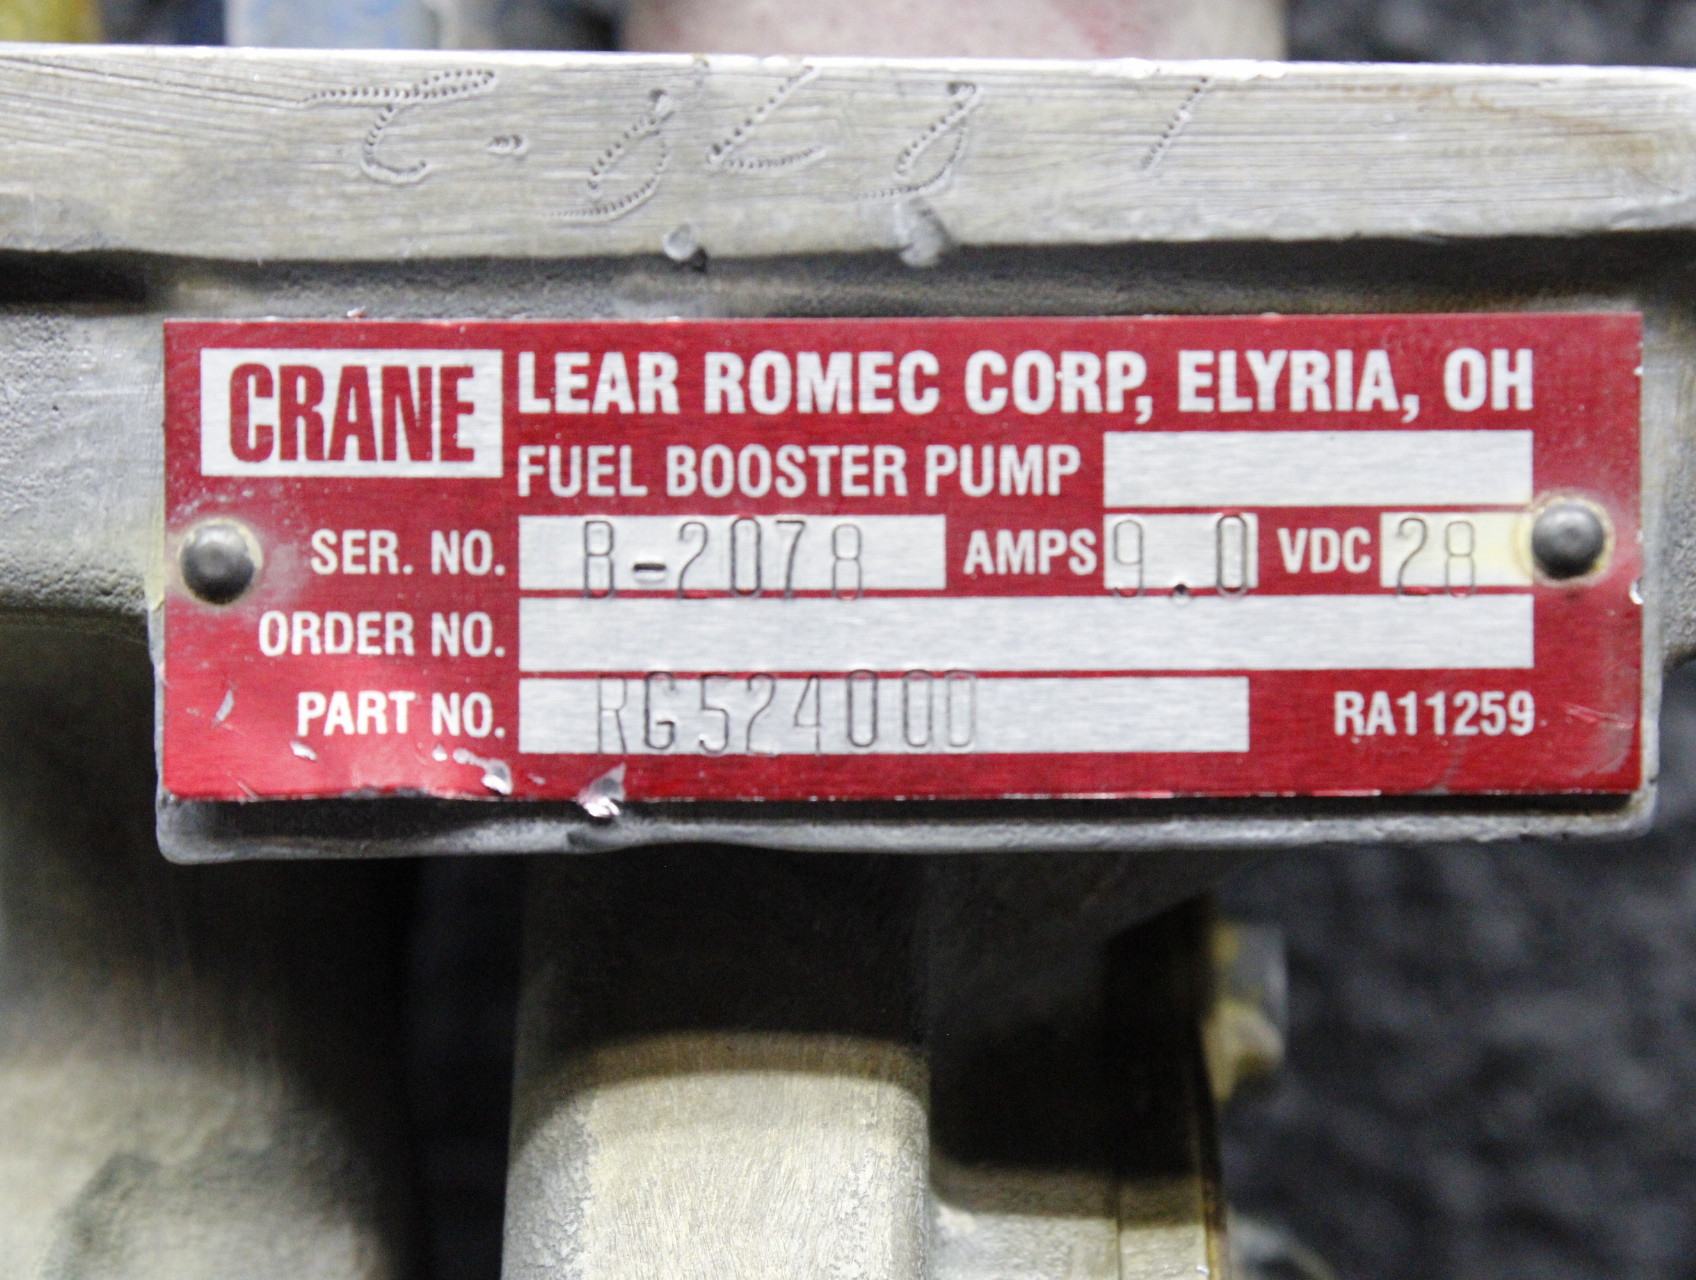 CRANE LEAR ROMEC CORP, ELYRIA, OH
FUEL BOOSTER PUMP
SER. NO. B-2078 AMPS 9.0 VDC 28
ORDER NO.
PART NO. RG52400D RA11259